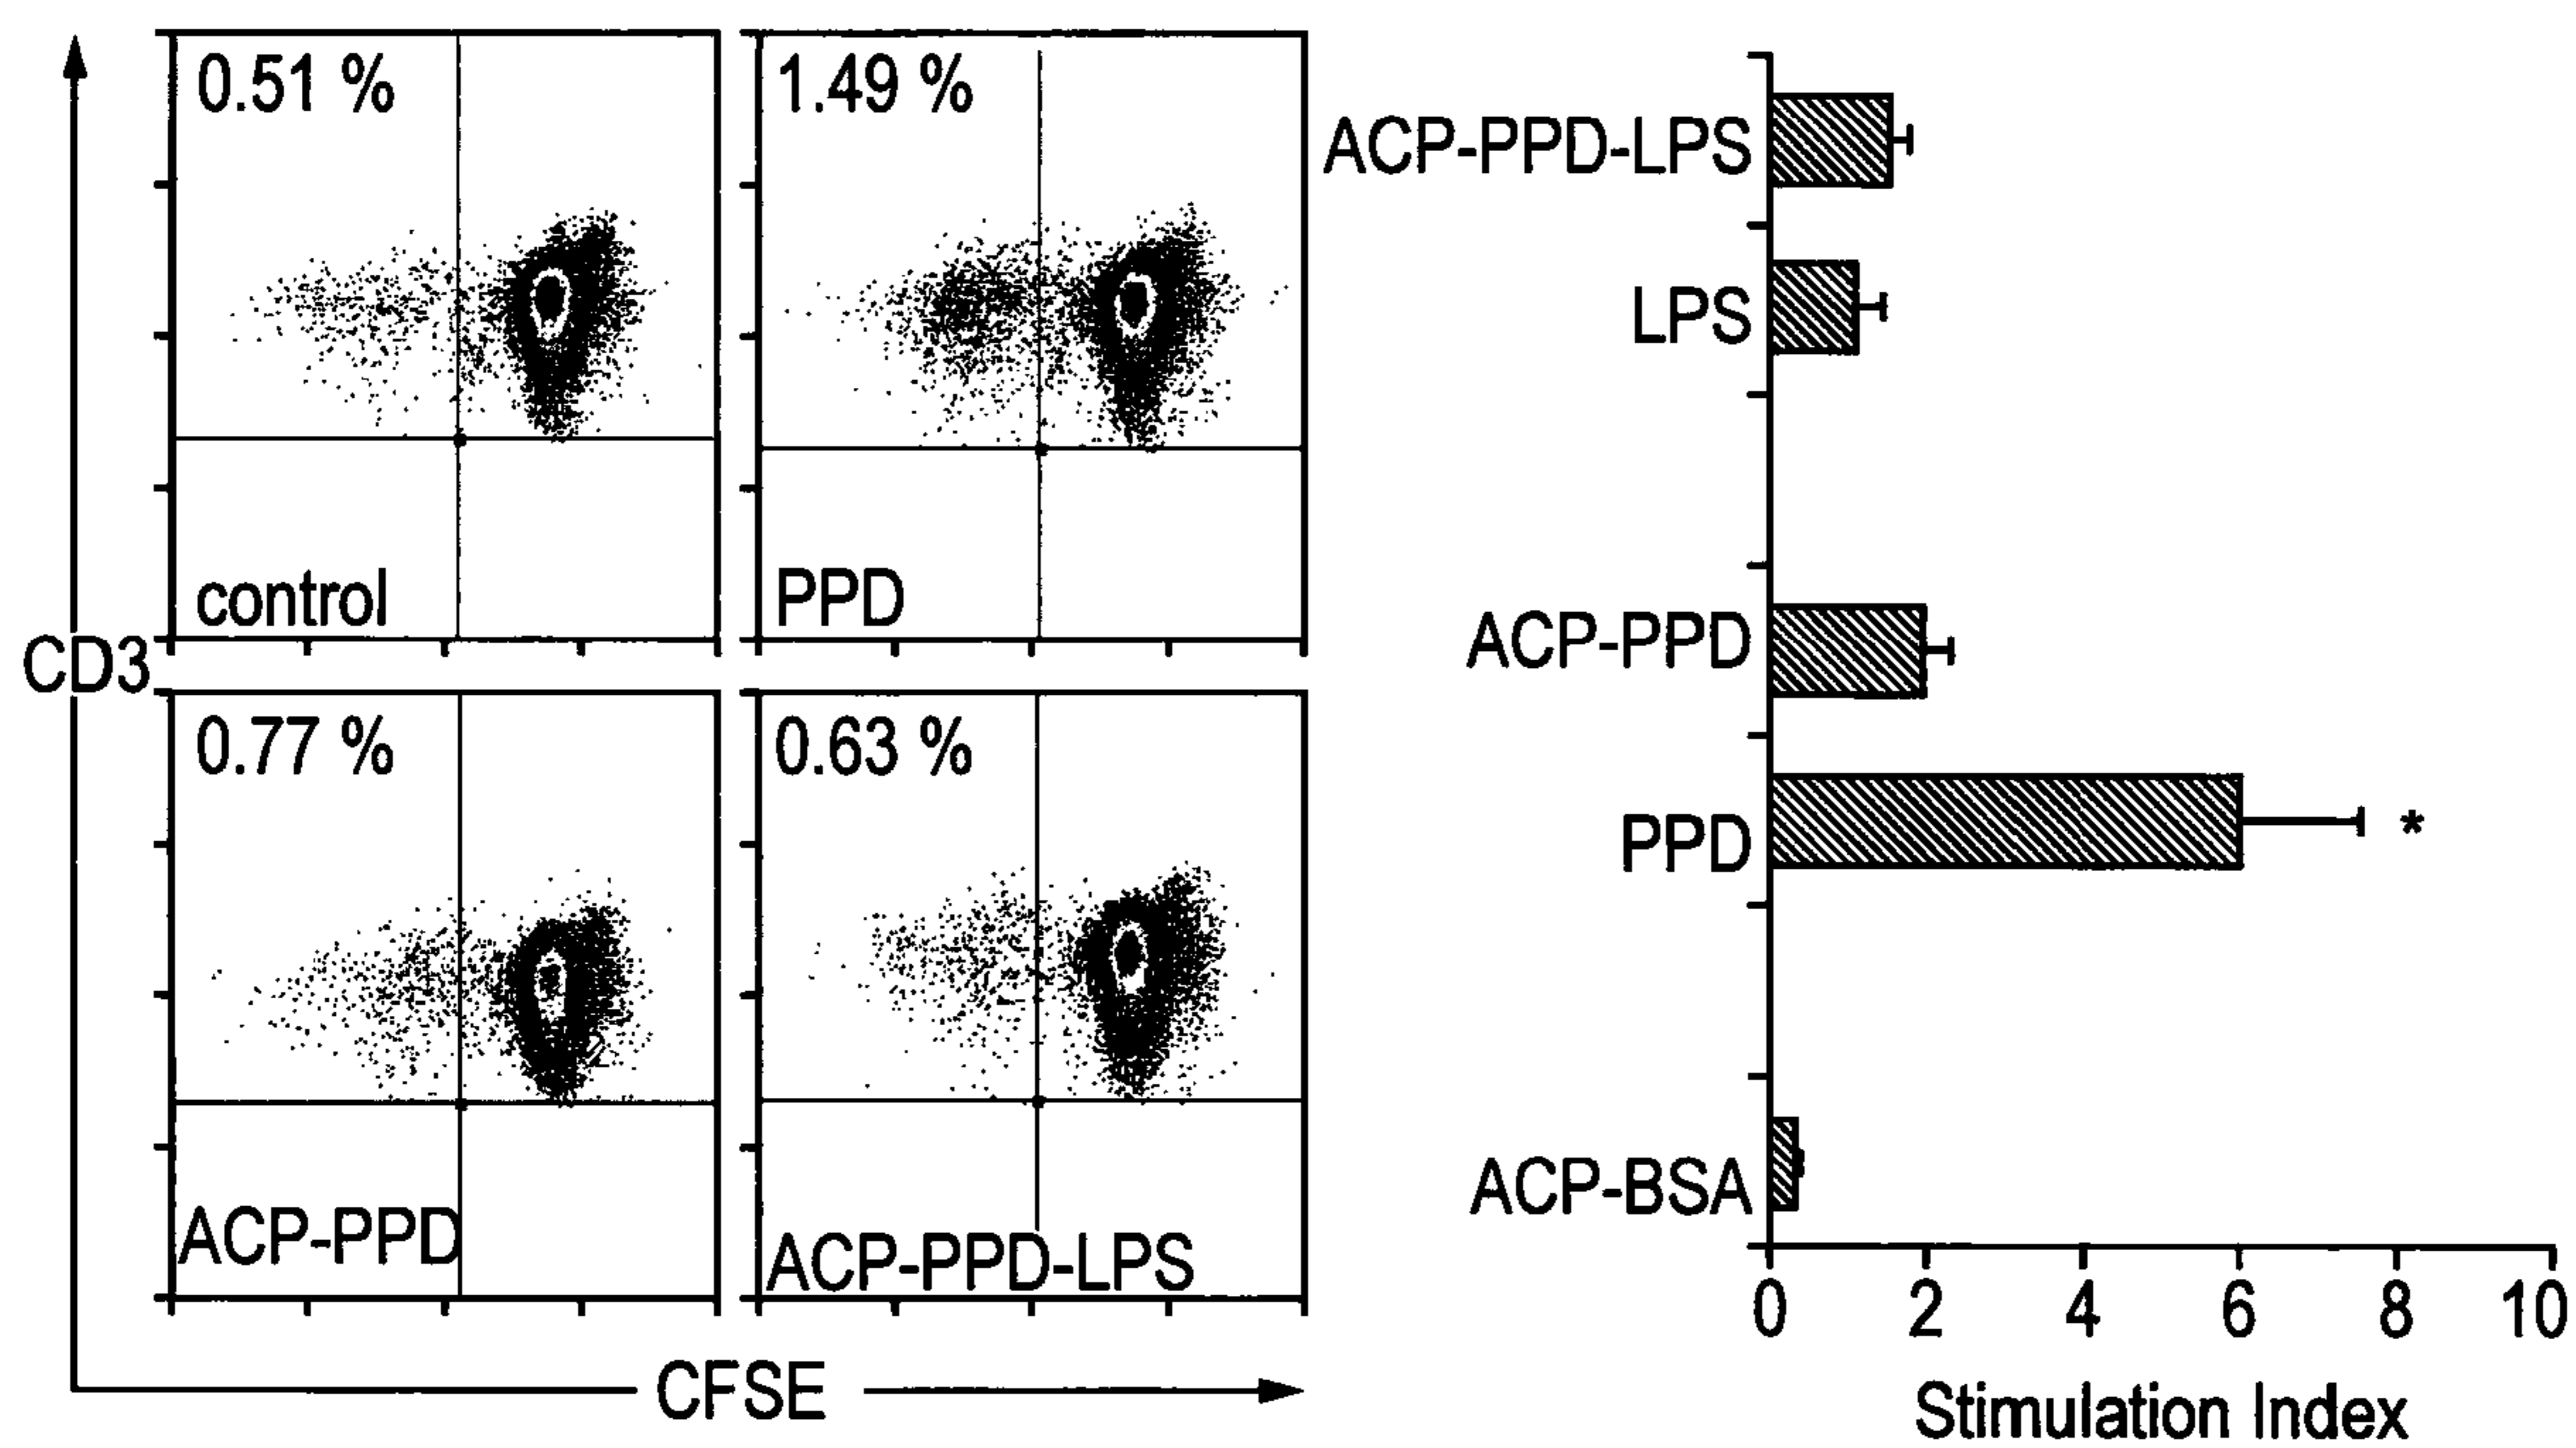 0.51 %
control
1.49 %
PPD
CD3
0.77 %
ACP-PPD
0.63 %
ACP-PPD-LPS
CFSE
ACP-PPD-LPS
LPS
ACP-PPD
PPD
*
ACP-BSA
0 2 4 6 8 10
Stimulation Index